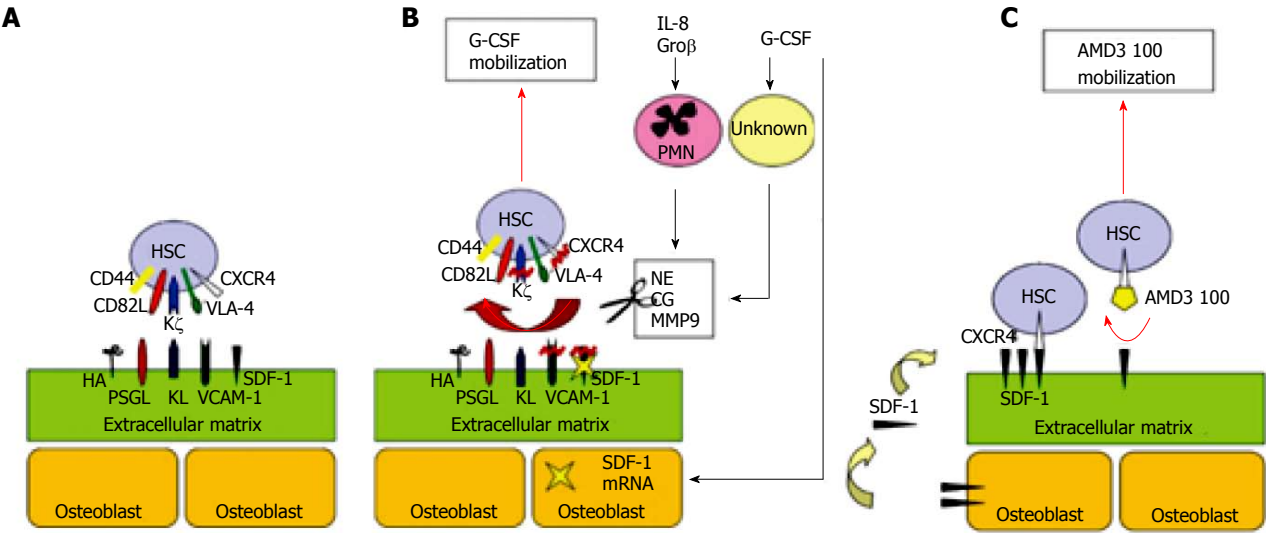 A
HSC
CD44
CXCR4
CD82L
VLA-4
Kζ
HA
SDF-1
PSGL KL VCAM-1
Extracellular matrix
Osteoblast
Osteoblast
B
G-CSF
mobilization
IL-8
Groβ
G-CSF
PMN
Unknown
HSC
CD44
CXCR4
CD82L
VLA-4
Kζ
NE
CG
MMP9
HA
SDF-1
PSGL KL VCAM-1
Extracellular matrix
SDF-1
mRNA
Osteoblast
Osteoblast
C
AMD3 100
mobilization
HSC
HSC
AMD3 100
CXCR4
SDF-1
SDF-1
Extracellular matrix
Osteoblast
Osteoblast